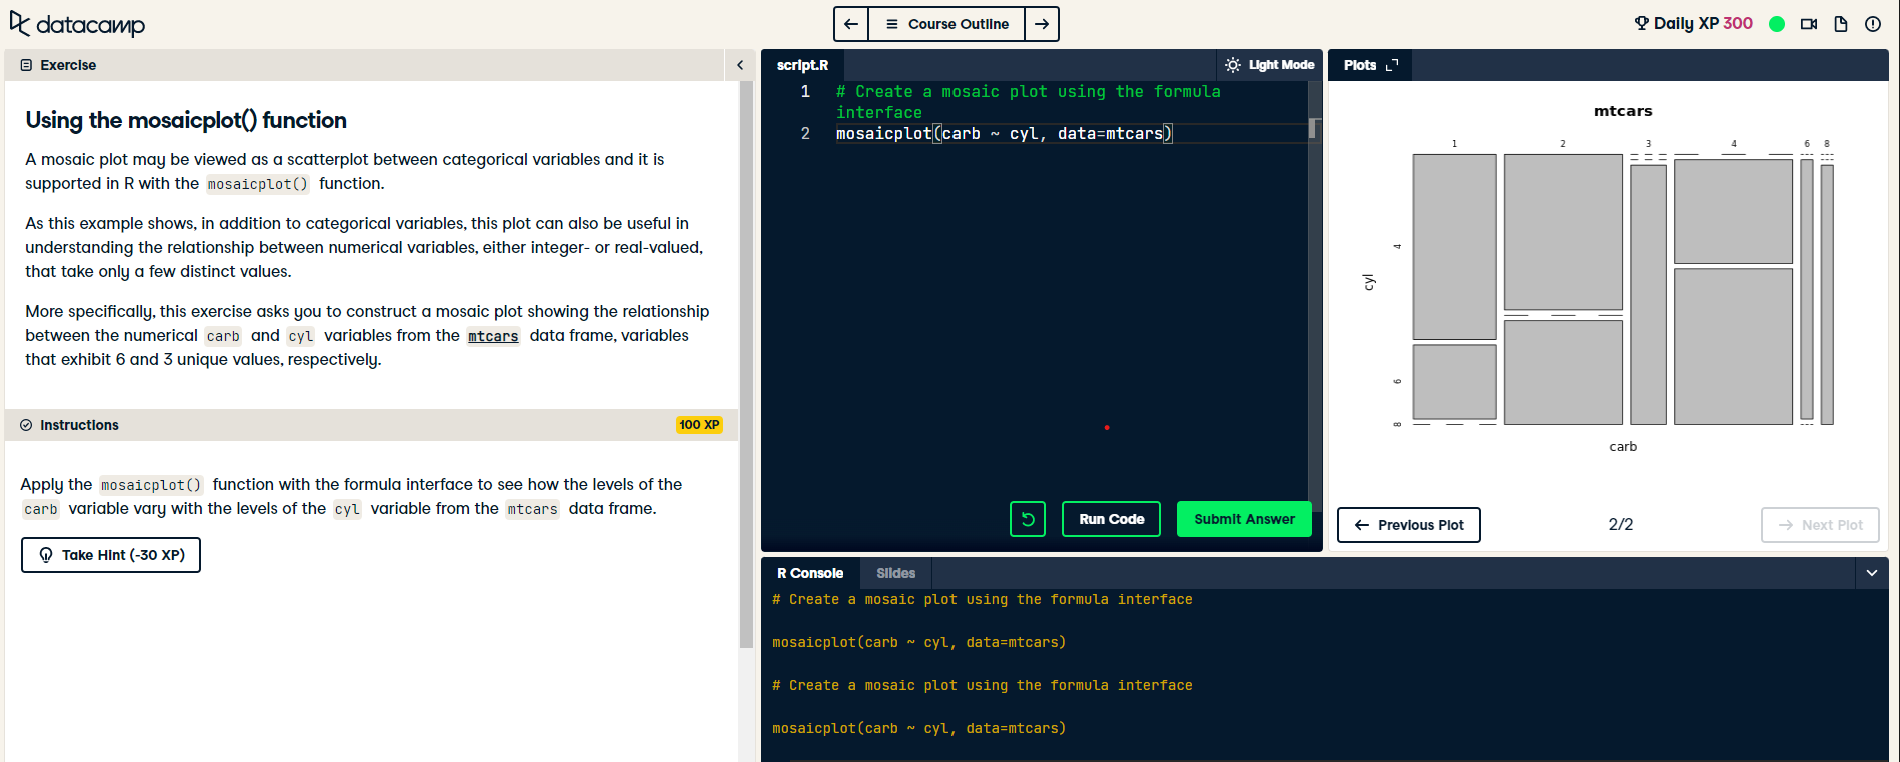 datacamp
Course Outline
Daily XP 300
Exercise
Using the mosaicplot() function
A mosaic plot may be viewed as a scatterplot between categorical variables and it is
supported in R with the mosaicplot() function.
As this example shows, in addition to categorical variables, this plot can also be useful in
understanding the relationship between numerical variables, either integer- or real-valued,
that take only a few distinct values.
More specifically, this exercise asks you to construct a mosaic plot showing the relationship
between the numerical carb and cyl variables from the mtcars data frame, variables
that exhibit 6 and 3 unique values, respectively.
Instructions
100 XP
Apply the mosaicplot() function with the formula interface to see how the levels of the
carb variable vary with the levels of the cyl variable from the mtcars data frame.
Take Hint (-30 XP)
script.R
Light Mode
1 # Create a mosaic plot using the formula
interface
2 mosaicplot(carb ~ cyl, data=mtcars)
Run Code
Submit Answer
Plots
mtcars
1 2 3 4 6 8
4
6
8
cyl
carb
Previous Plot
2/2
Next Plot
R Console
Slides
# Create a mosaic plot using the formula interface
mosaicplot(carb ~ cyl, data=mtcars)
# Create a mosaic plot using the formula interface
mosaicplot(carb ~ cyl, data=mtcars)